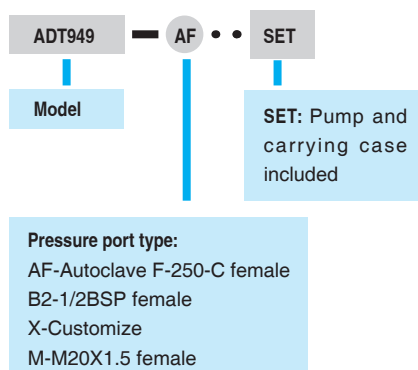 ADT949 AF SET
Model
SET: Pump and
carrying case
included
Pressure port type:
AF-Autoclave F-250-C female
B2-1/2BSP female
X-Customize
M-M20X1.5 female